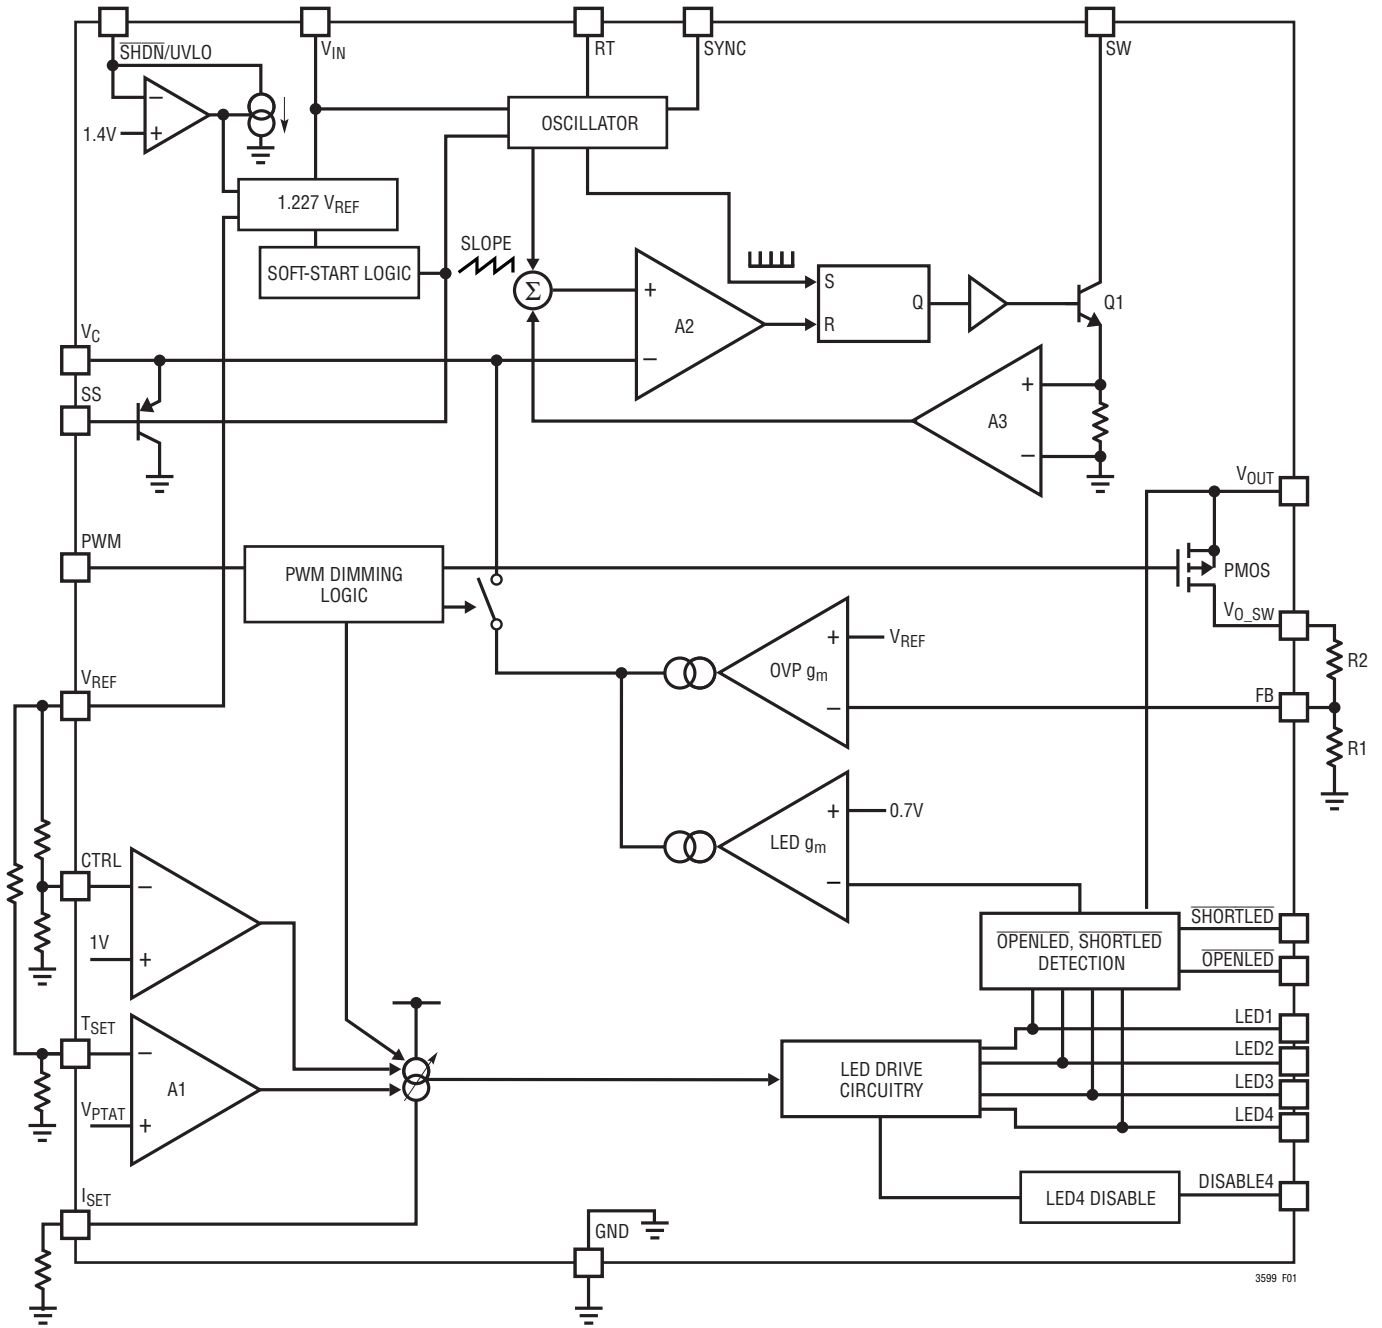 SHDN/UVLO
VIN
RT
SYNC
SW
1.4V
−
+
OSCILLATOR
1.227 VREF
SLOPE
SOFT-START LOGIC
Σ
+
A2
−
S
Q
R
Q1
VC
SS
A3
+
−
VOUT
PWM
PWM DIMMING
LOGIC
PMOS
VO_SW
+
VREF
OVP gm
−
R2
VREF
FB
R1
+
0.7V
LED gm
−
CTRL
−
1V
+
SHORTLED
OPENLED, SHORTLED
DETECTION
OPENLED
TSET
−
A1
VPTAT
+
LED DRIVE
CIRCUITRY
LED1
LED2
LED3
LED4
ISET
LED4 DISABLE
DISABLE4
GND
3599 F01